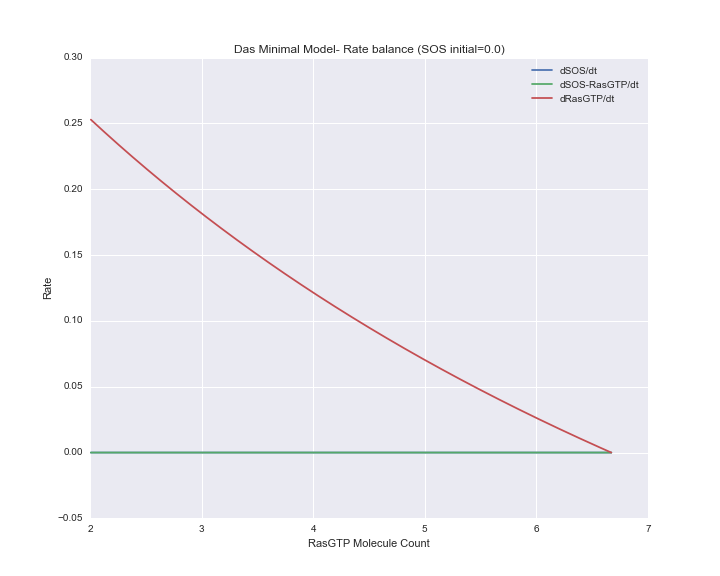 Das Minimal Model- Rate balance (SOS initial=0.0)
0.30
0.25
0.20
0.15
0.10
0.05
0.00
−0.05
Rate
dSOS/dt
dSOS-RasGTP/dt
dRasGTP/dt
2 3 4 5 6 7
RasGTP Molecule Count